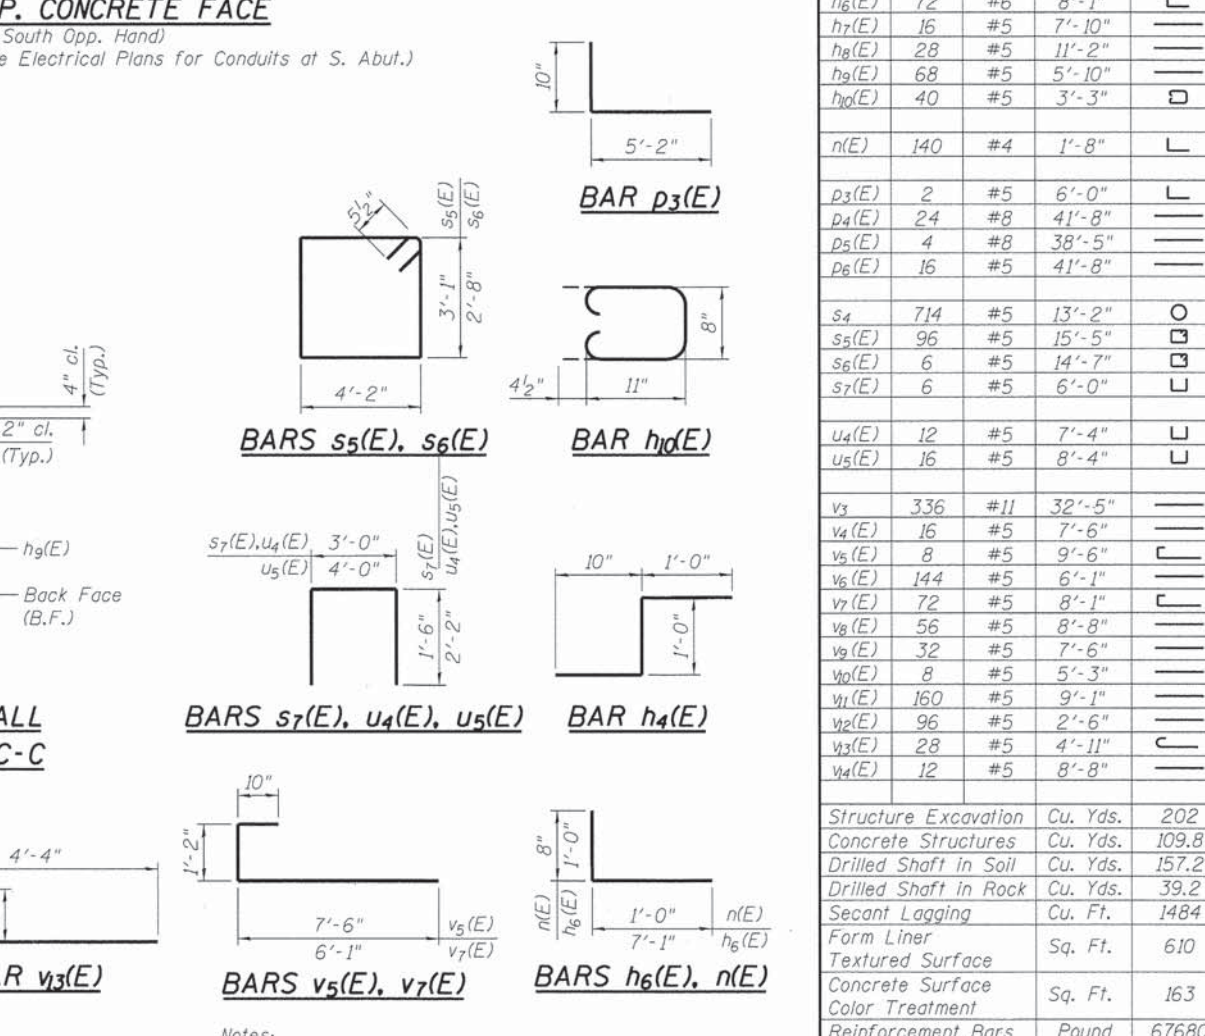 P. CONCRETE FACE
South Opp. Hand)
e Electrical Plans for Conduits at S. Abut.)
10"
5'-2"
BAR p3(E)
5½"
s5(E)
s6(E)
3'-1"
2'-8"
4'-2"
BARS s5(E), s6(E)
8"
4½"
11"
BAR h10(E)
4" cl.
(Typ.)
2" cl.
(Typ.)
h9(E)
Back Face
(B.F.)
s7(E),u4(E) 3'-0"
u5(E) 4'-0"
s7(E)
u4(E),u5(E)
1'-6"
2'-2"
BARS s7(E), u4(E), u5(E)
10" 1'-0"
1'-0"
BAR h4(E)
ALL
C-C
4'-4"
R v13(E)
10"
1'-2"
7'-6" v5(E)
6'-1" v7(E)
BARS v5(E), v7(E)
8"
1'-0"
n(E)
h6(E)
1'-0" n(E)
7'-1" h6(E)
BARS h6(E), n(E)
Notes:
h6(E) 72 #6 8'-1"
h7(E) 16 #5 7'-10"
h8(E) 28 #5 11'-2"
h9(E) 68 #5 5'-10"
h10(E) 40 #5 3'-3"
n(E) 140 #4 1'-8"
p3(E) 2 #5 6'-0"
p4(E) 24 #8 41'-8"
p5(E) 4 #8 38'-5"
p6(E) 16 #5 41'-8"
s4 714 #5 13'-2"
s5(E) 96 #5 15'-5"
s6(E) 6 #5 14'-7"
s7(E) 6 #5 6'-0"
u4(E) 12 #5 7'-4"
u5(E) 16 #5 8'-4"
v3 336 #11 32'-5"
v4(E) 16 #5 7'-6"
v5(E) 8 #5 9'-6"
v6(E) 144 #5 6'-1"
v7(E) 72 #5 8'-1"
v8(E) 56 #5 8'-8"
v9(E) 32 #5 7'-6"
v10(E) 8 #5 5'-3"
v11(E) 160 #5 9'-1"
v12(E) 96 #5 2'-6"
v13(E) 28 #5 4'-11"
v14(E) 12 #5 8'-8"
Structure Excavation Cu. Yds. 202
Concrete Structures Cu. Yds. 109.8
Drilled Shaft in Soil Cu. Yds. 157.2
Drilled Shaft in Rock Cu. Yds. 39.2
Secant Lagging Cu. Ft. 1484
Form Liner
Textured Surface Sq. Ft. 610
Concrete Surface
Color Treatment Sq. Ft. 163
Reinforcement Bars Pound 67680